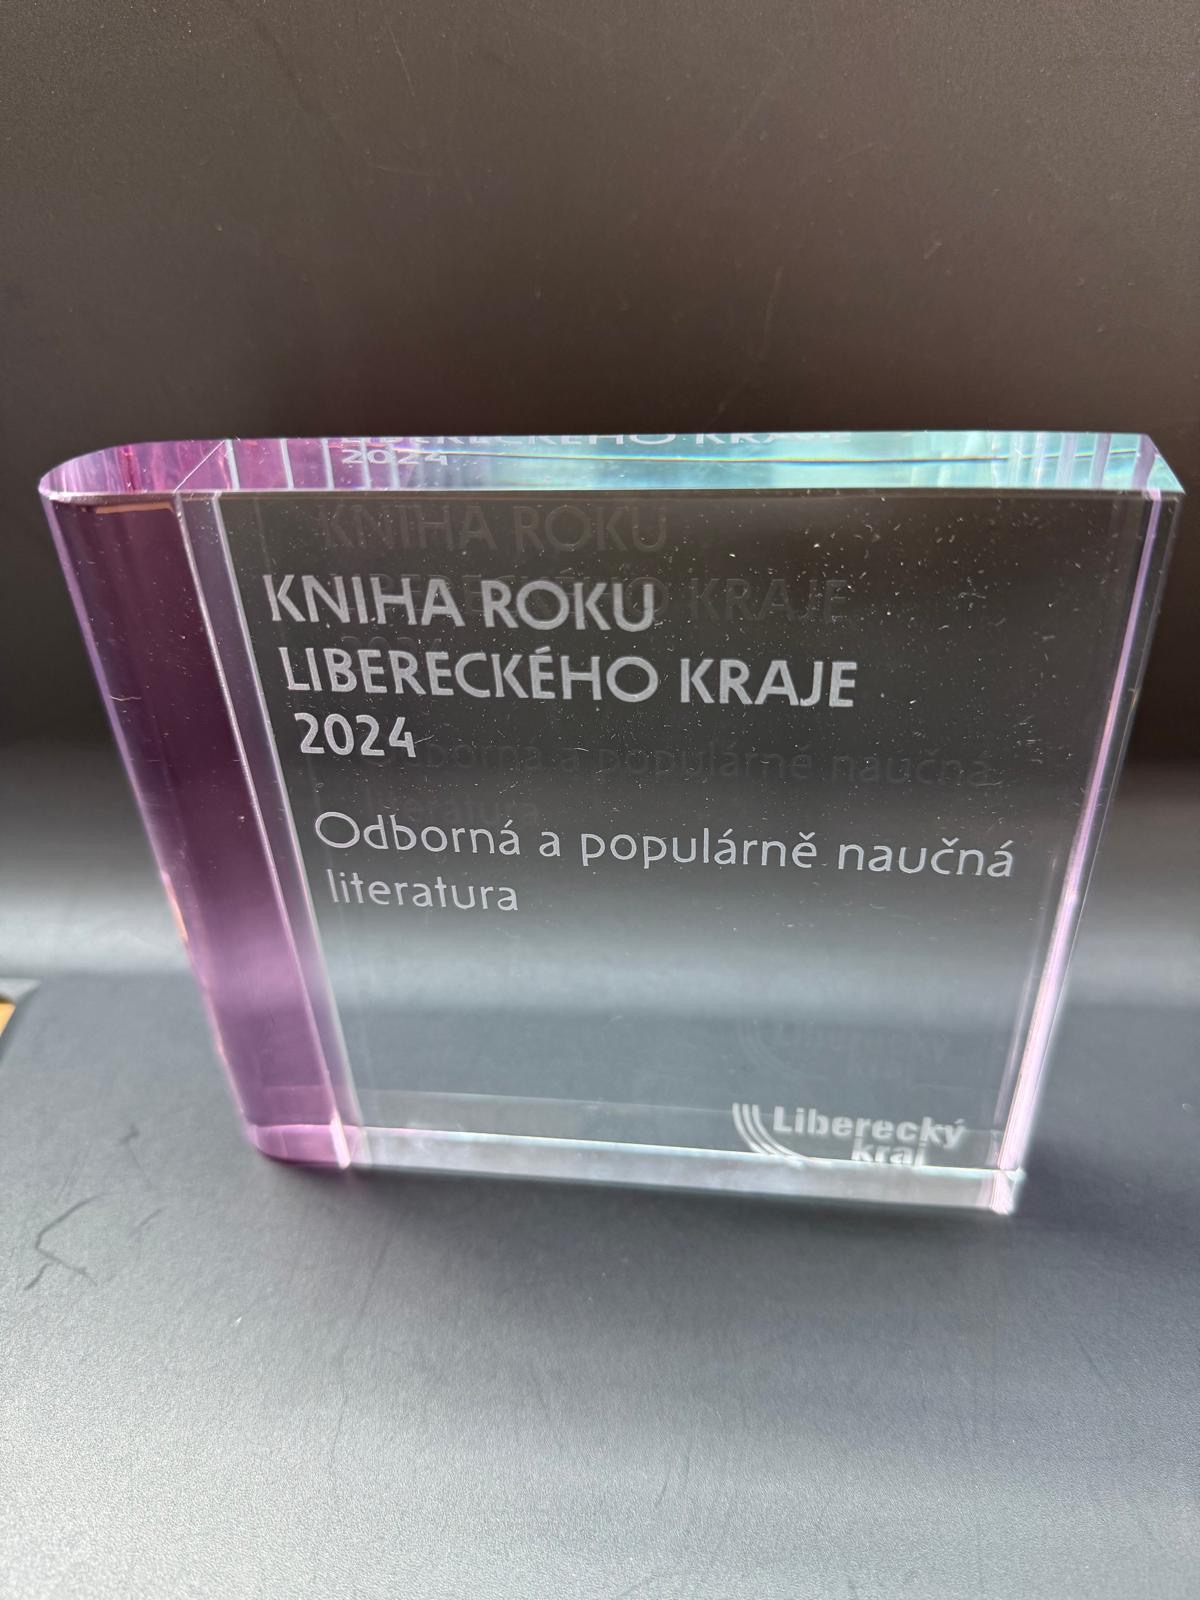 KNIHA ROKU
LIBERECKÉHO KRAJE
2024
Odborná a populárně naučná
literatura
Liberecký
kraj